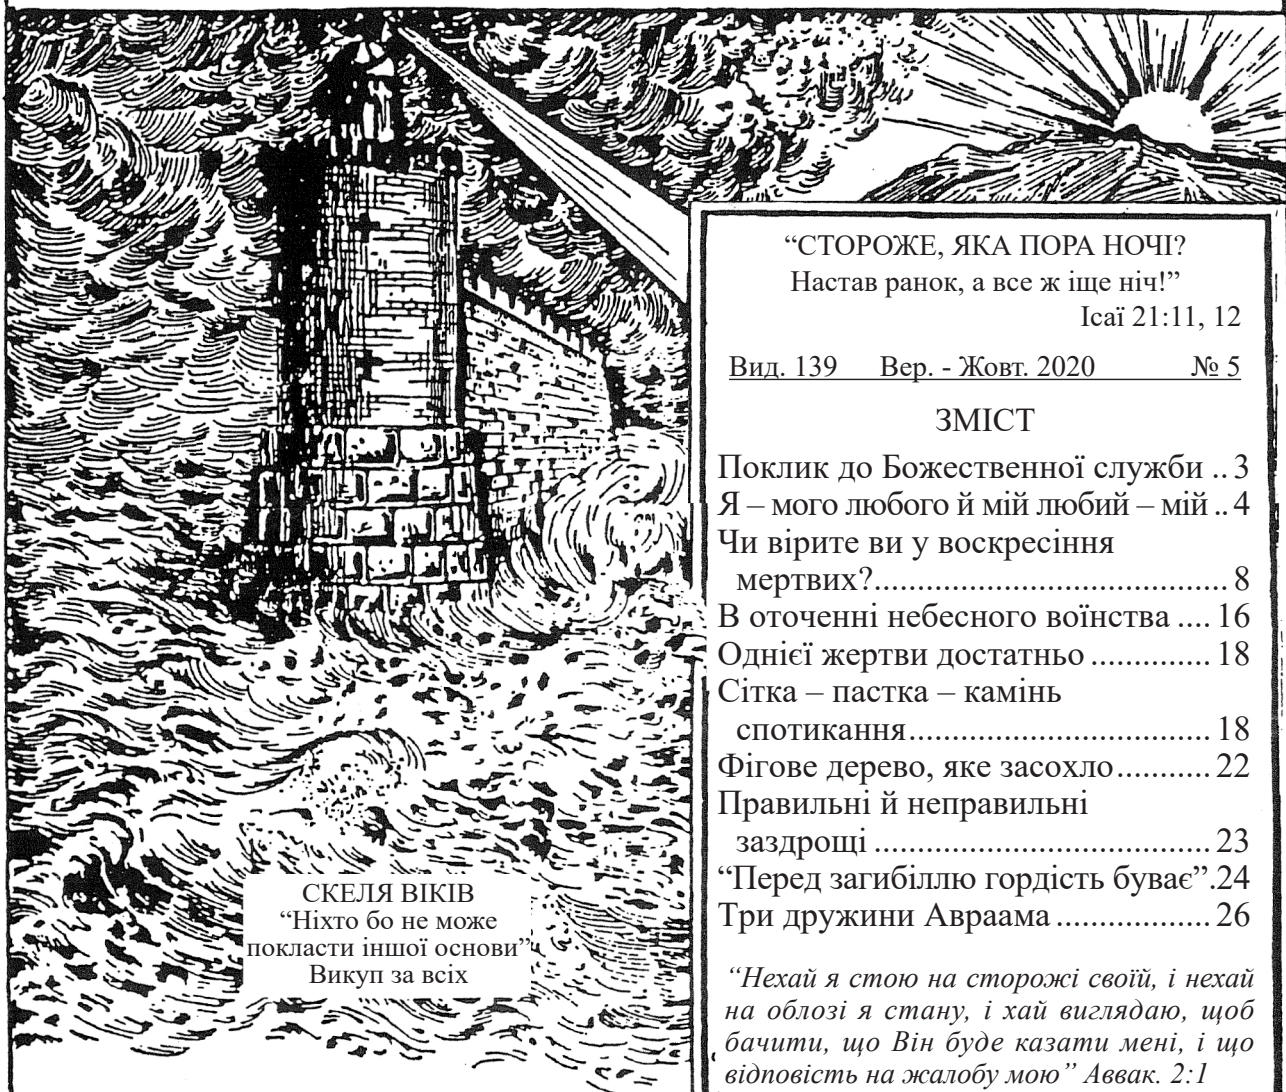 “СТОРОЖЕ, ЯКА ПОРА НОЧІ?
Настав ранок, а все ж іще ніч!”
Ісаї 21:11, 12
Вид. 139 Вер. - Жовт. 2020 № 5
ЗМІСТ
Поклик до Божественної служби ..3
Я – мого любого й мій любий – мій ..4
Чи вірите ви у воскресіння
мертвих?.......................................... 8
В оточенні небесного воїнства .... 16
Однієї жертви достатньо .............. 18
Сітка – пастка – камінь
спотикання..................................... 18
Фігове дерево, яке засохло........... 22
Правильні й неправильні
заздрощі ......................................... 23
“Перед загибіллю гордість буває”.24
Три дружини Авраама .................. 26
“Нехай я стою на сторожі своїй, і нехай
на облозі я стану, і хай виглядаю, щоб
бачити, що Він буде казати мені, і що
відповість на жалобу мою” Аввак. 2:1
СКЕЛЯ ВІКІВ
“Ніхто бо не може
покласти іншої основи”
Викуп за всіх